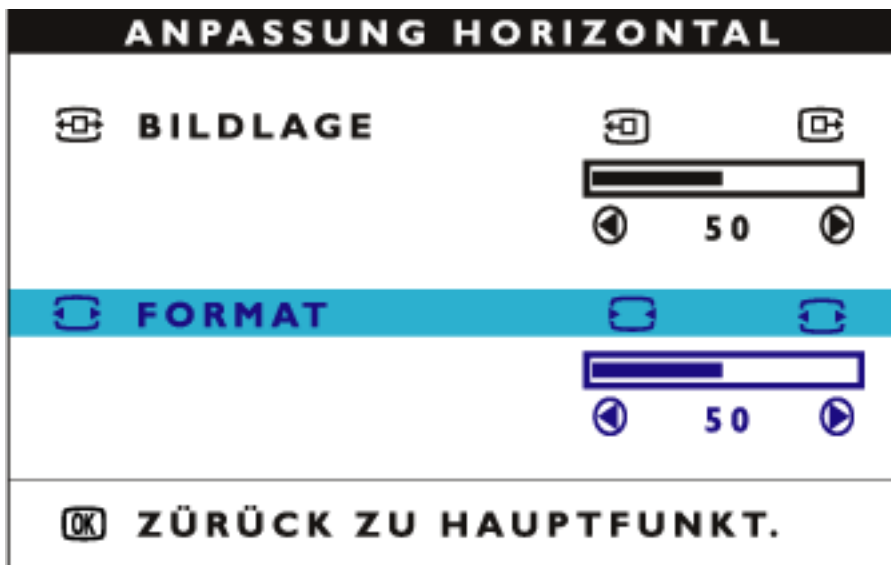 ANPASSUNG HORIZONTAL
BILDLAGE
50
FORMAT
50
OK ZÜRÜCK ZU HAUPTFUNKT.